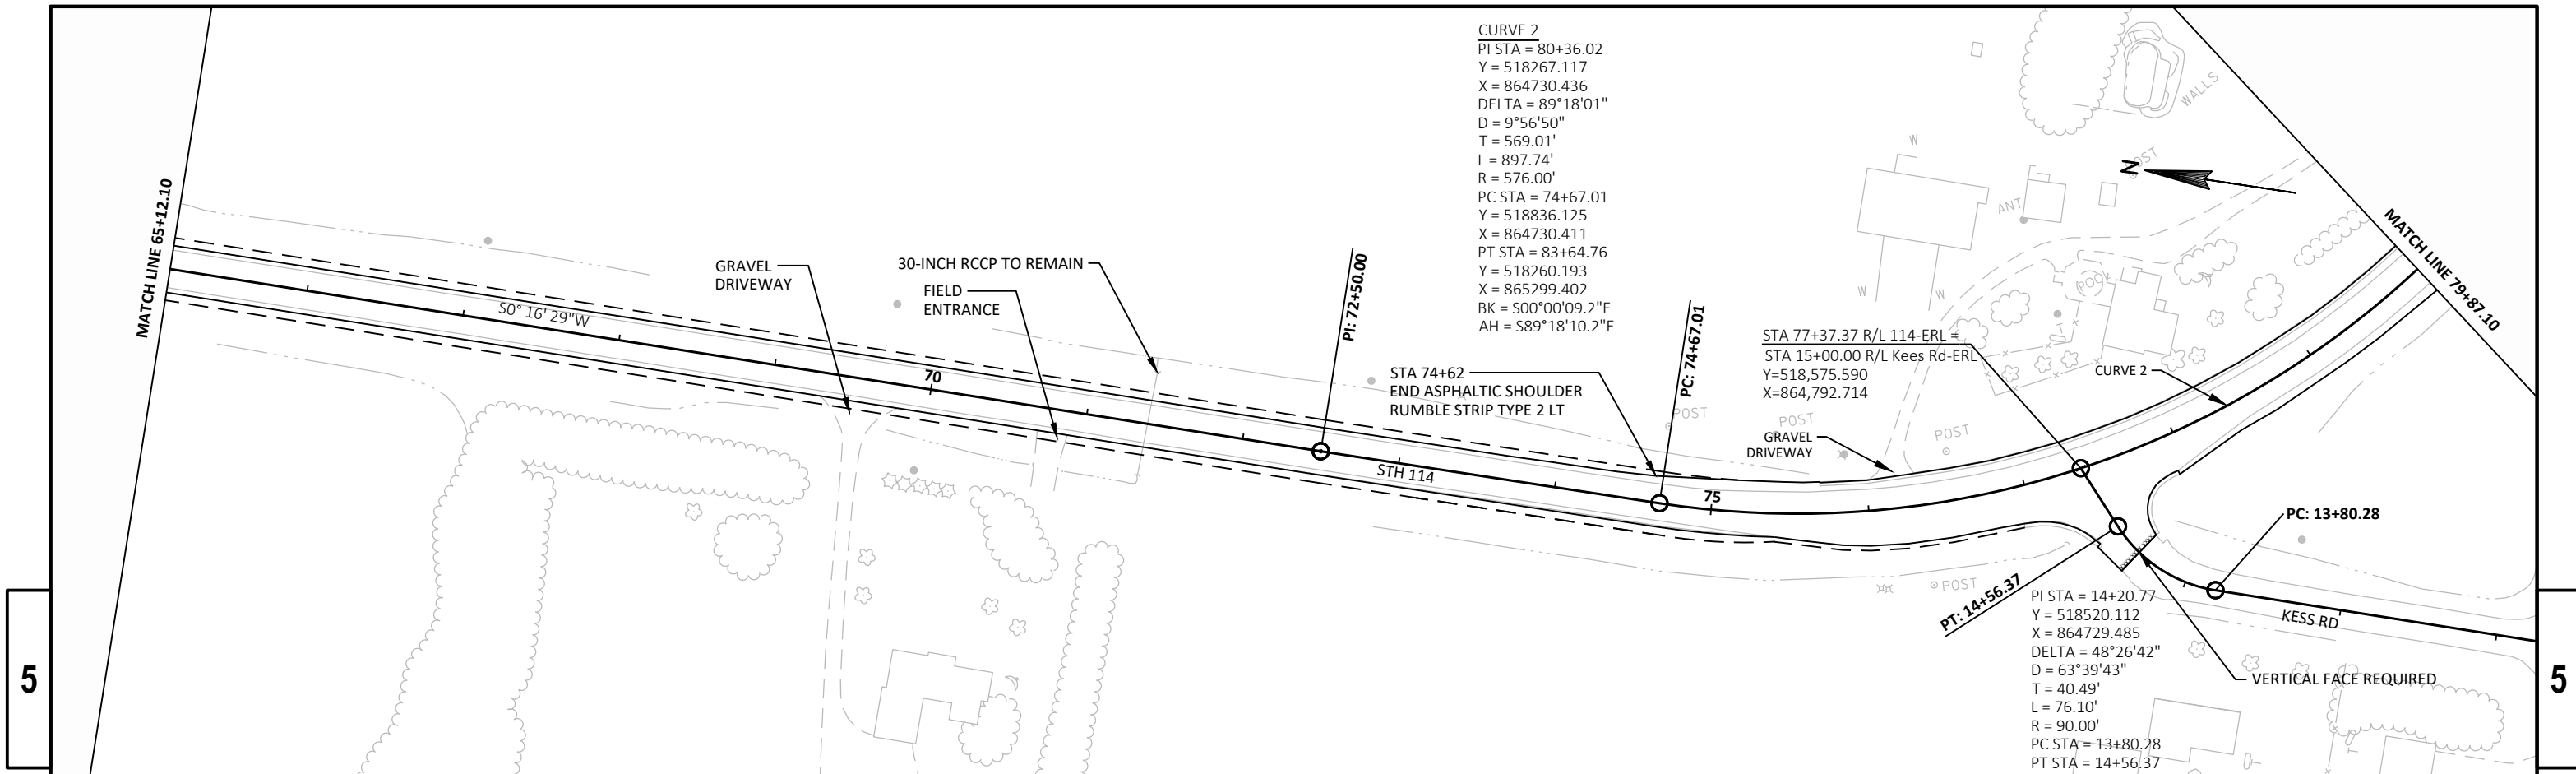 CURVE 2
PI STA = 80+36.02
Y = 518267.117
X = 864730.436
DELTA = 89°18'01"
D = 9°56'50"
T = 569.01'
L = 897.74'
R = 576.00'
PC STA = 74+67.01
Y = 518836.125
X = 864730.411
PT STA = 83+64.76
Y = 518260.193
X = 865299.402
BK = S00°00'09.2"E
AH = S89°18'10.2"E
WALLS
W
POST
N
ANT
W
W
POOL
MATCH LINE 65+12.10
MATCH LINE 79+87.10
S0° 16' 29"W
GRAVEL
DRIVEWAY
30-INCH RCCP TO REMAIN
FIELD
ENTRANCE
70
PI: 72+50.00
STH 114
STA 74+62
END ASPHALTIC SHOULDER
RUMBLE STRIP TYPE 2 LT
PC: 74+67.01
75
POST
POST
POST
GRAVEL
DRIVEWAY
STA 77+37.37 R/L 114-ERL =
STA 15+00.00 R/L Kees Rd-ERL
Y=518,575.590
X=864,792.714
CURVE 2
PC: 13+80.28
POST
PT: 14+56.37
KESS RD
VERTICAL FACE REQUIRED
PI STA = 14+20.77
Y = 518520.112
X = 864729.485
DELTA = 48°26'42"
D = 63°39'43"
T = 40.49'
L = 76.10'
R = 90.00'
PC STA = 13+80.28
PT STA = 14+56.37
5
5